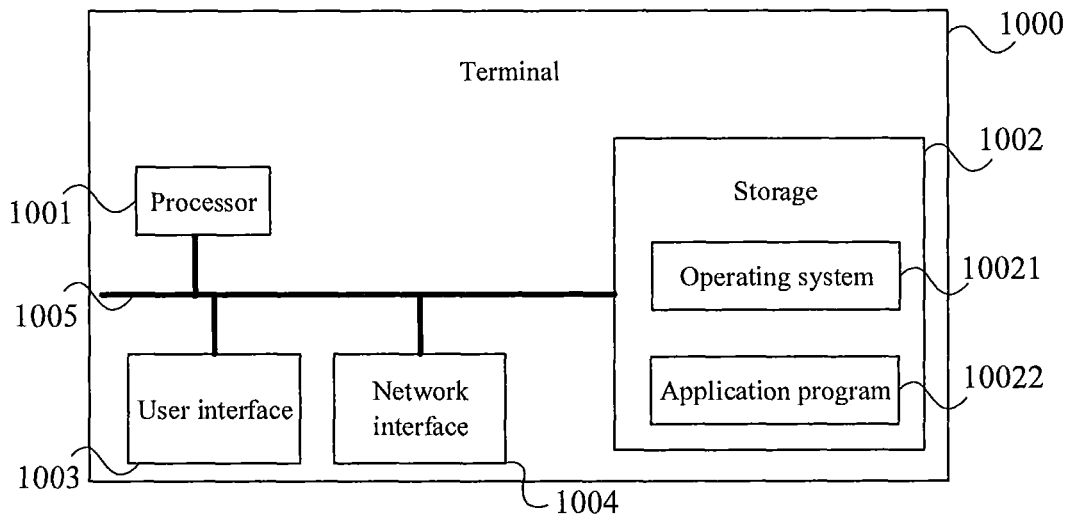 1000
Terminal
1002
1001
Processor
Storage
Operating system
10021
1005
User interface
Network
interface
Application program
10022
1003
1004